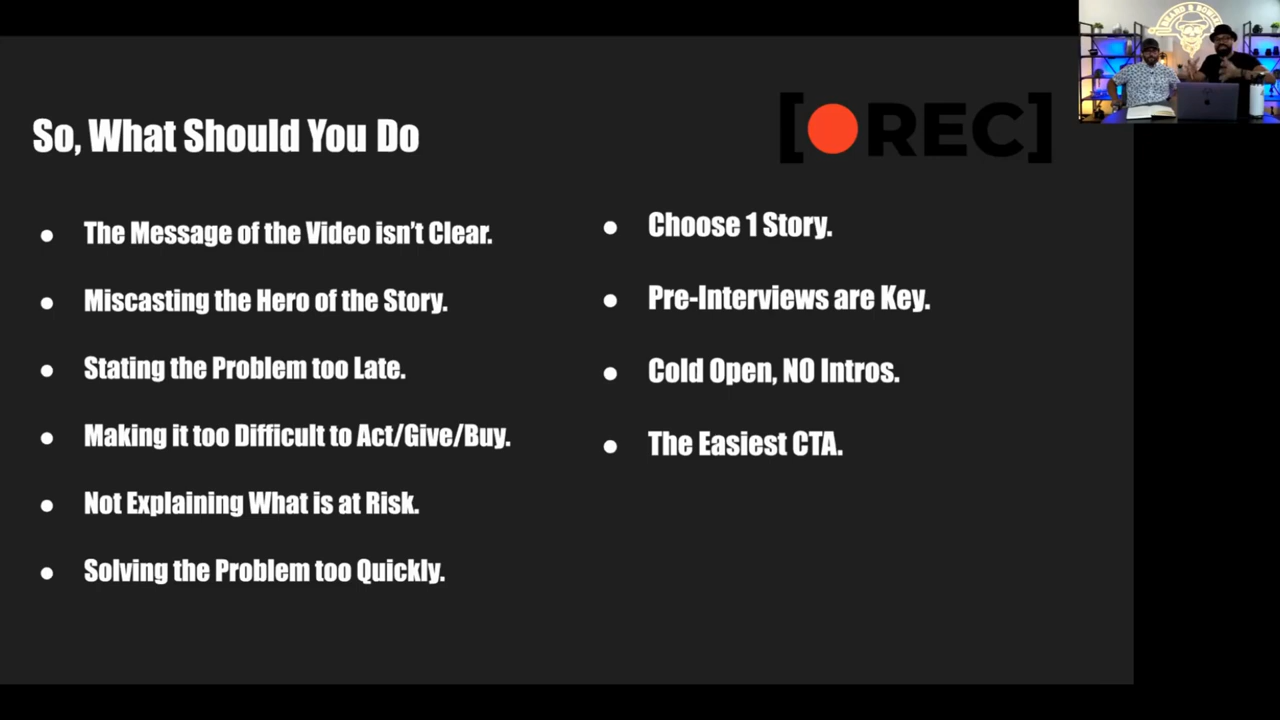 So, What Should You Do
[REC]
The Message of the Video isn't Clear.
Miscasting the Hero of the Story.
Stating the Problem too Late.
Making it too Difficult to Act/Give/Buy.
Not Explaining What is at Risk.
Solving the Problem too Quickly.
Choose 1 Story.
Pre-Interviews are Key.
Cold Open, NO Intros.
The Easiest CTA.